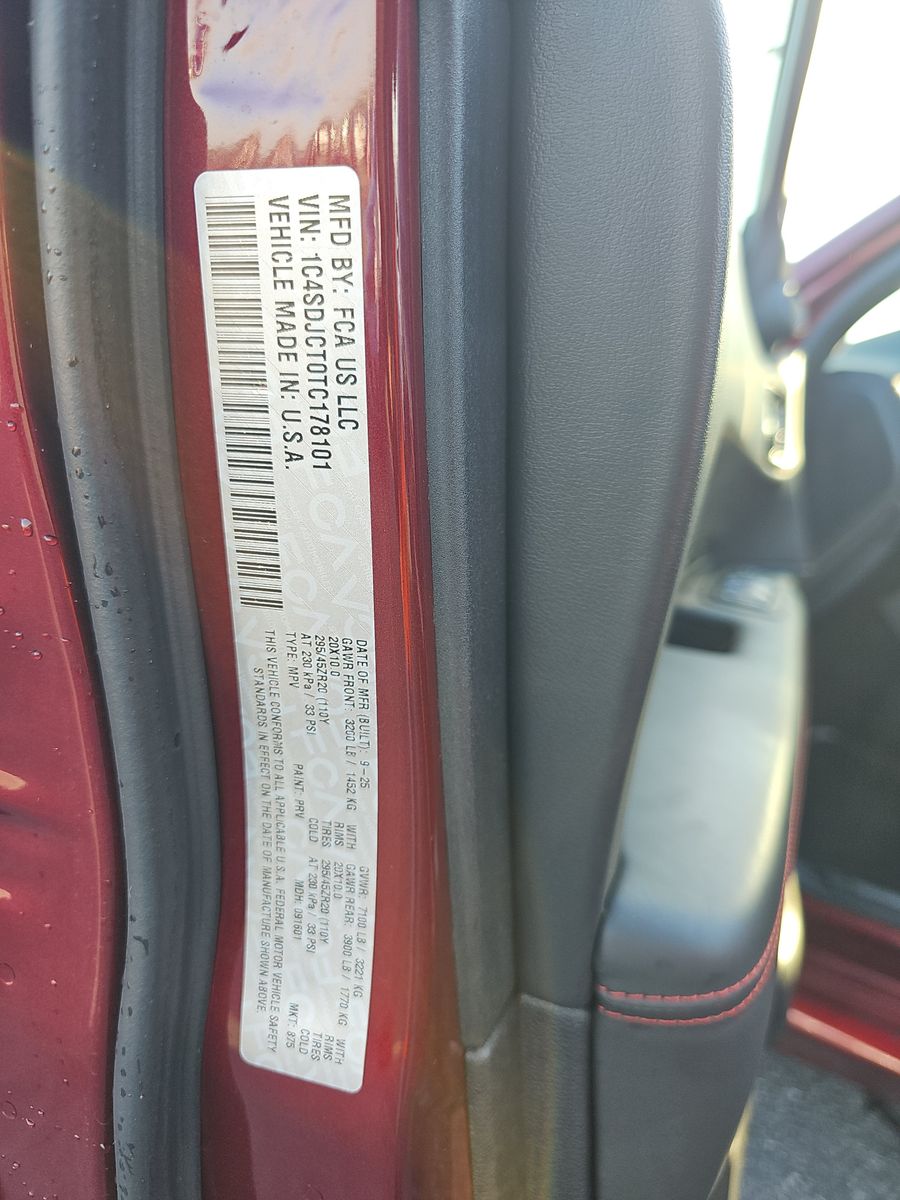 MFD BY: FCA US LLC
VIN: 1C4SDJCT0TC178101
VEHICLE MADE IN: U.S.A.
DATE OF MFR (BUILT): 9-25 GVWR: 7100 LB / 3221 KG
GAWR FRONT: 3200 LB / 1452 KG WITH GAWR REAR: 3900 LB / 1770 KG WITH
20X10.0 RIMS 20X10.0 RIMS
295/45ZR20 (110Y TIRES 295/45ZR20 (110Y TIRES
AT 230 kPa / 33 PSI COLD AT 230 kPa / 33 PSI COLD
TYPE: MPV PAINT: PRV MDH: 091601 MKT: 875
THIS VEHICLE CONFORMS TO ALL APPLICABLE U.S.A. FEDERAL MOTOR VEHICLE SAFETY
STANDARDS IN EFFECT ON THE DATE OF MANUFACTURE SHOWN ABOVE.